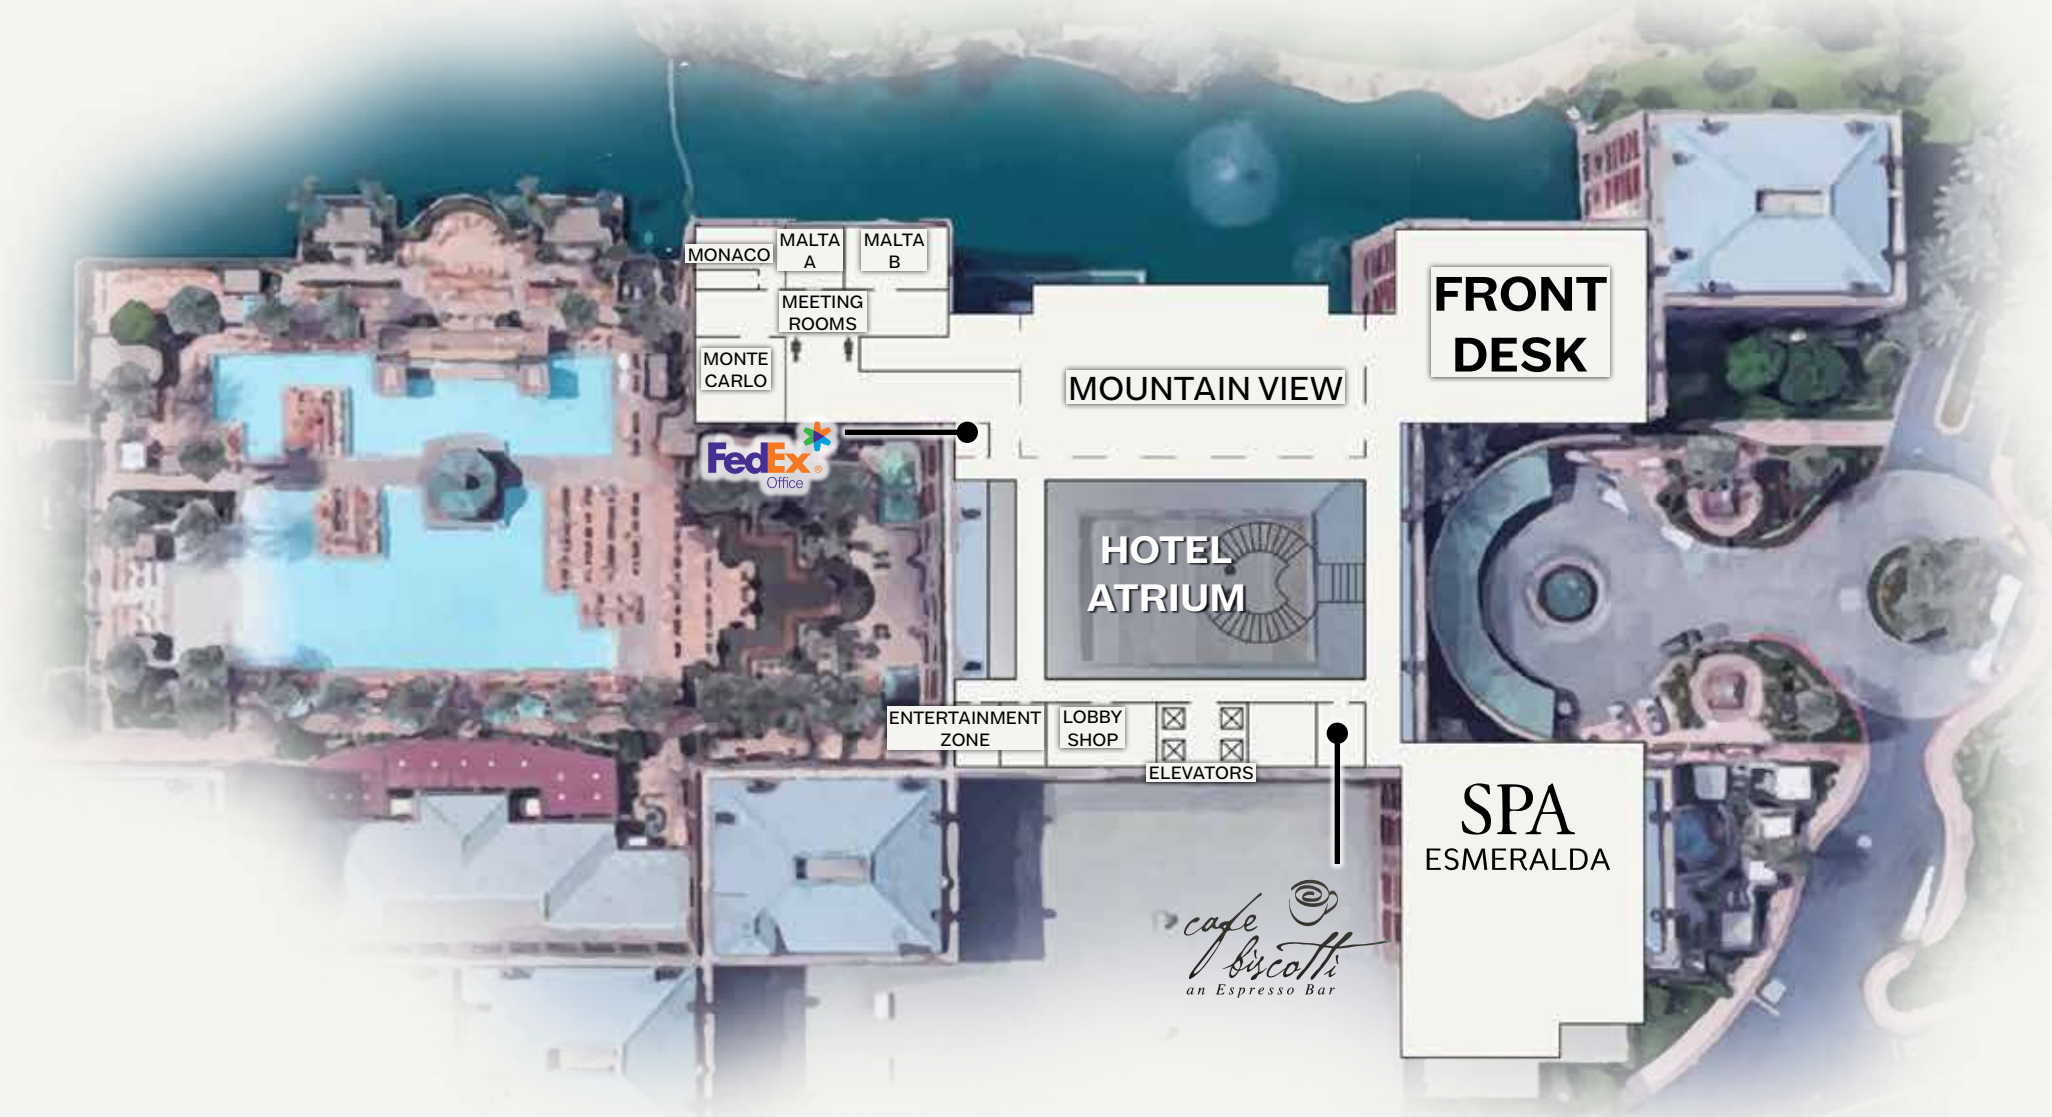 MONACO
MALTA
A
MALTA
B
MEETING
ROOMS
MONTE
CARLO
FRONT
DESK
MOUNTAIN VIEW
FedEx®
Office
HOTEL
ATRIUM
ENTERTAINMENT
ZONE
LOBBY
SHOP
ELEVATORS
SPA
ESMERALDA
cafe
biscotti
an Espresso Bar